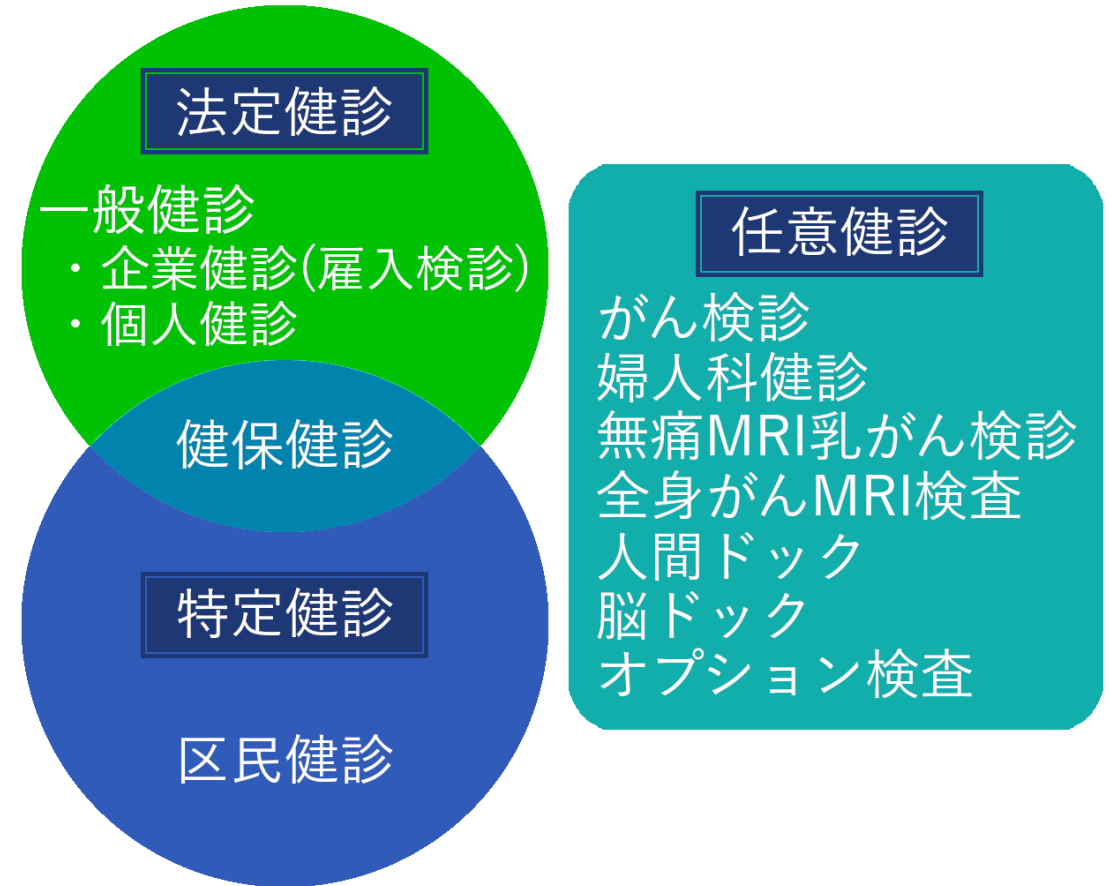 法定健診
一般健診
・企業健診(雇入検診)
・個人健診
健保健診
特定健診
区民健診
任意健診
がん検診
婦人科健診
無痛MRI乳がん検診
全身がんMRI検査
人間ドック
脳ドック
オプション検査